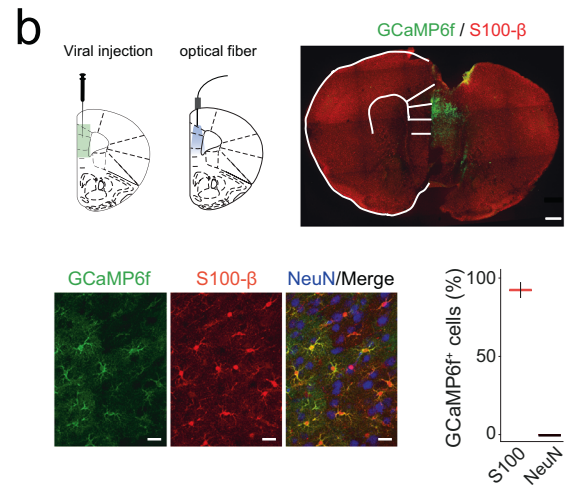 b
Viral injection
optical fiber
GCaMP6f / S100-β
GCaMP6f
S100-β
NeuN/Merge
GCaMP6f⁺ cells (%)
100
50
0
S100
NeuN